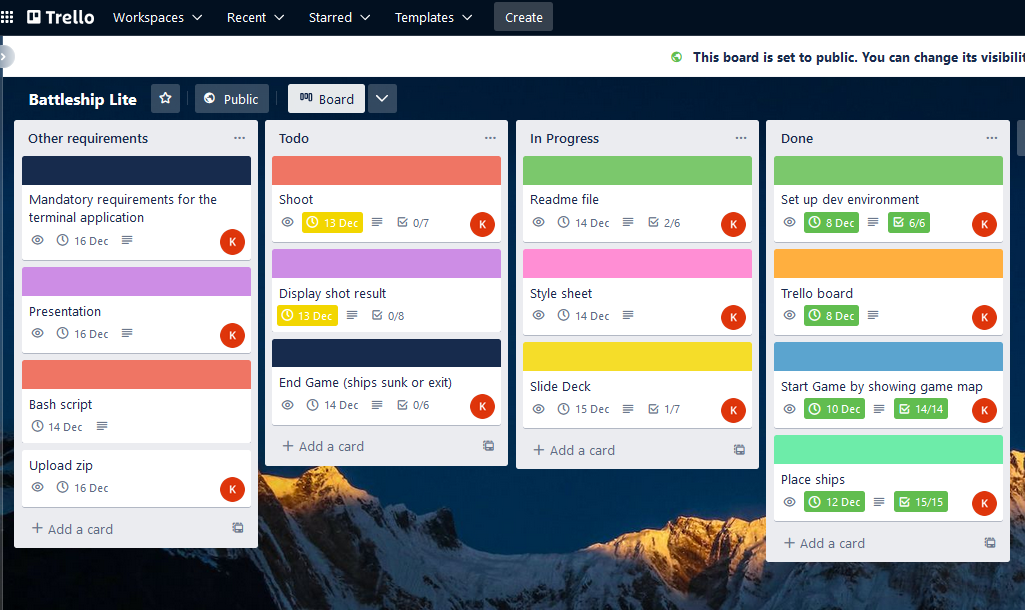 Trello Workspaces Recent Starred Templates Create
This board is set to public. You can change its visibilit
Battleship Lite Public Board
Other requirements
Mandatory requirements for the
terminal application
16 Dec
K
Presentation
16 Dec
K
Bash script
14 Dec
Upload zip
16 Dec
K
+ Add a card
Todo
Shoot
13 Dec 0/7
K
Display shot result
13 Dec 0/8
End Game (ships sunk or exit)
14 Dec 0/6
K
+ Add a card
In Progress
Readme file
14 Dec 2/6
K
Style sheet
14 Dec
K
Slide Deck
15 Dec 1/7
K
+ Add a card
Done
Set up dev environment
8 Dec 6/6
K
Trello board
8 Dec
K
Start Game by showing game map
10 Dec 14/14
K
Place ships
12 Dec 15/15
K
+ Add a card